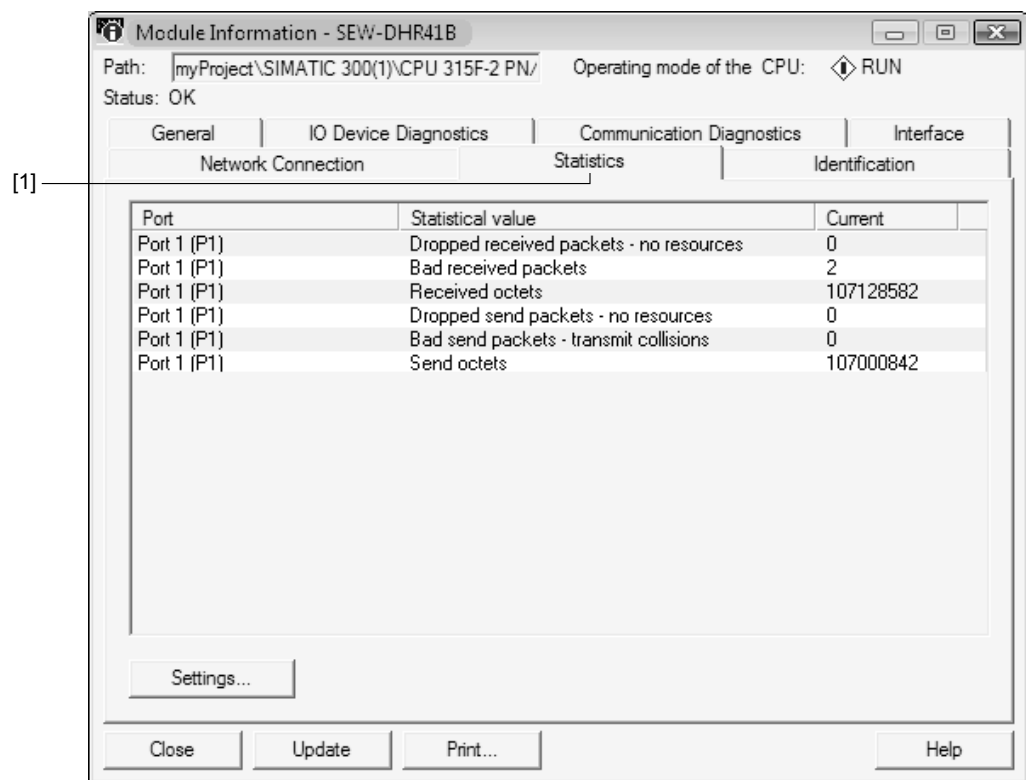 Module Information - SEW-DHR41B
Path: myProject\SIMATIC 300(1)\CPU 315F-2 PN/ Operating mode of the CPU: RUN
Status: OK
General IO Device Diagnostics Communication Diagnostics Interface
Network Connection Statistics Identification
[1]
Port Statistical value Current
Port 1 (P1) Dropped received packets - no resources 0
Port 1 (P1) Bad received packets 2
Port 1 (P1) Received octets 107128582
Port 1 (P1) Dropped send packets - no resources 0
Port 1 (P1) Bad send packets - transmit collisions 0
Port 1 (P1) Send octets 107000842
Settings...
Close Update Print... Help